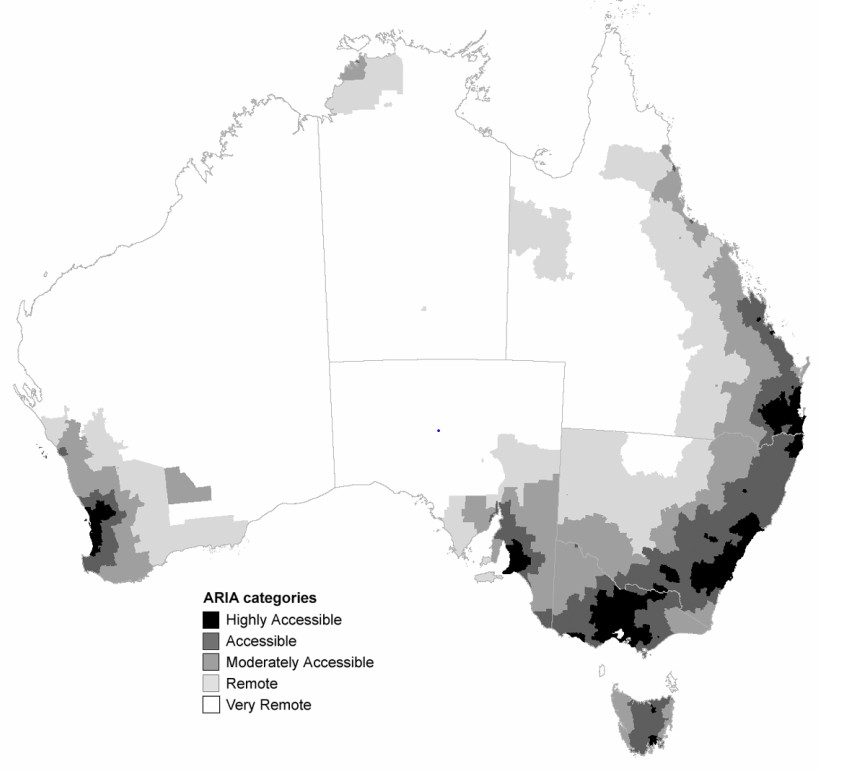 ARIA categories
Highly Accessible
Accessible
Moderately Accessible
Remote
Very Remote